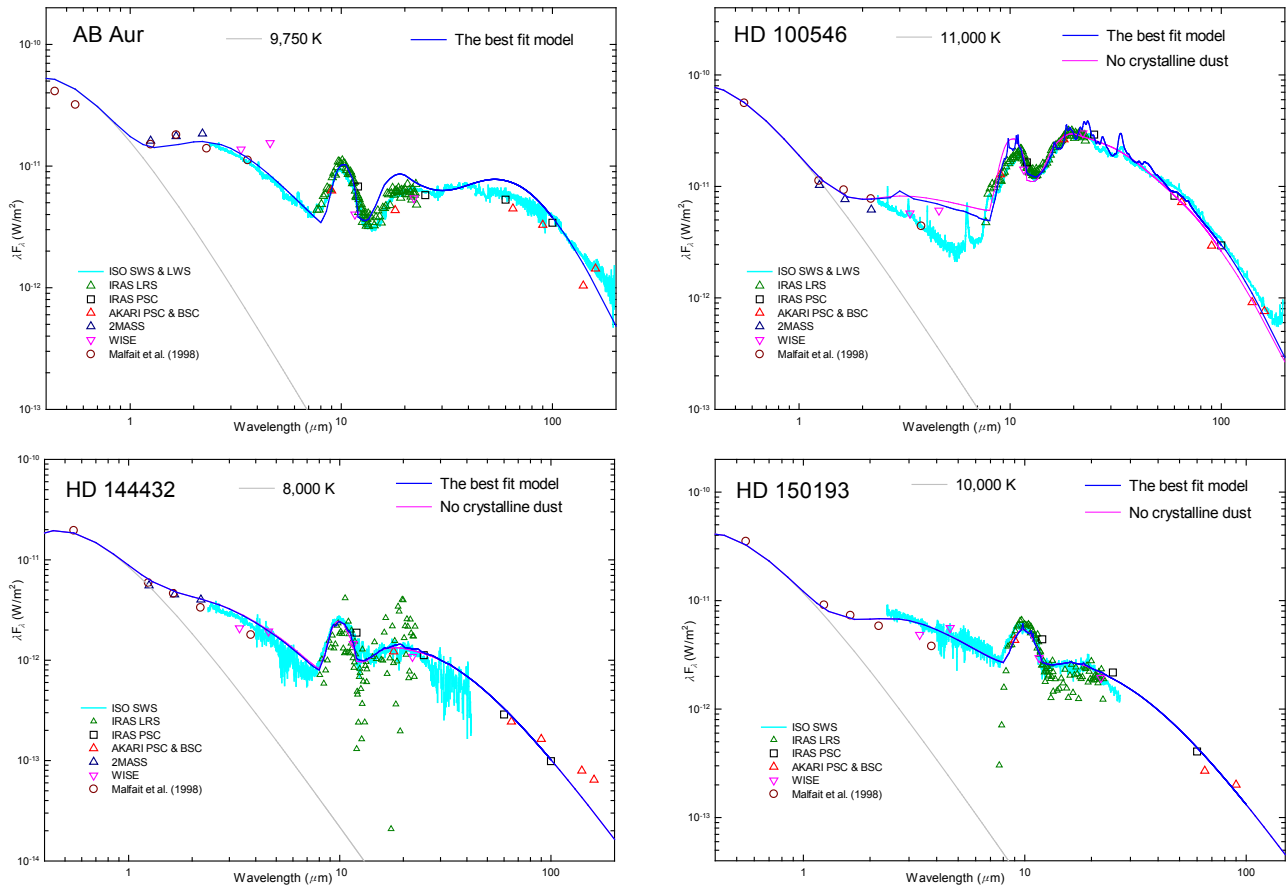 AB Aur
9,750 K
The best fit model
10⁻¹⁰
10⁻¹¹
10⁻¹²
10⁻¹³
λFλ (W/m²)
ISO SWS & LWS
IRAS LRS
IRAS PSC
AKARI PSC & BSC
2MASS
WISE
Malfait et al. (1998)
1
10
100
Wavelength (μm)
HD 100546
11,000 K
The best fit model
No crystalline dust
10⁻¹⁰
10⁻¹¹
10⁻¹²
10⁻¹³
λFλ (W/m²)
ISO SWS & LWS
IRAS LRS
IRAS PSC
AKARI PSC & BSC
2MASS
WISE
Malfait et al. (1998)
1
10
100
Wavelength (μm)
HD 144432
8,000 K
The best fit model
No crystalline dust
10⁻¹⁰
10⁻¹¹
10⁻¹²
10⁻¹³
10⁻¹⁴
λFλ (W/m²)
ISO SWS
IRAS LRS
IRAS PSC
AKARI PSC & BSC
2MASS
WISE
Malfait et al. (1998)
1
10
100
Wavelength (μm)
HD 150193
10,000 K
The best fit model
No crystalline dust
10⁻¹⁰
10⁻¹¹
10⁻¹²
10⁻¹³
λFλ (W/m²)
ISO SWS
IRAS LRS
IRAS PSC
AKARI PSC & BSC
WISE
Malfait et al. (1998)
1
10
100
Wavelength (μm)